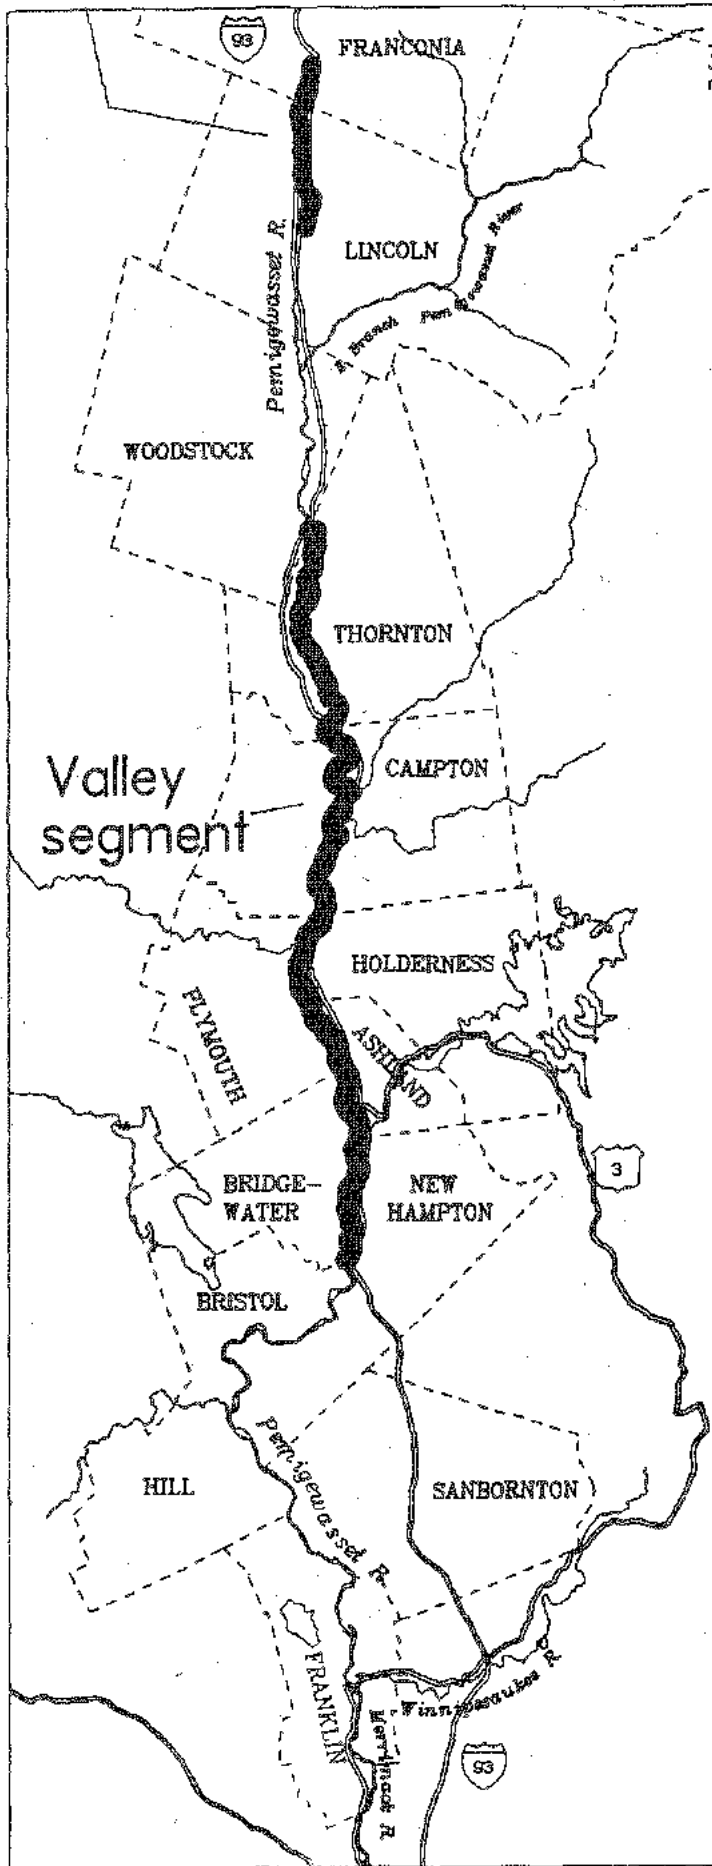 93
FRANCONIA
Pemigewasset R.
LINCOLN
E. Branch Pemigewasset River
WOODSTOCK
THORNTON
Valley
segment
CAMPTON
HOLDERNESS
PLYMOUTH
ASHLAND
3
BRIDGE-
WATER
NEW
HAMPTON
BRISTOL
Pemigewasset R.
HILL
SANBORNTON
FRANKLIN
Winnipesaukee R.
Merrimack R.
93